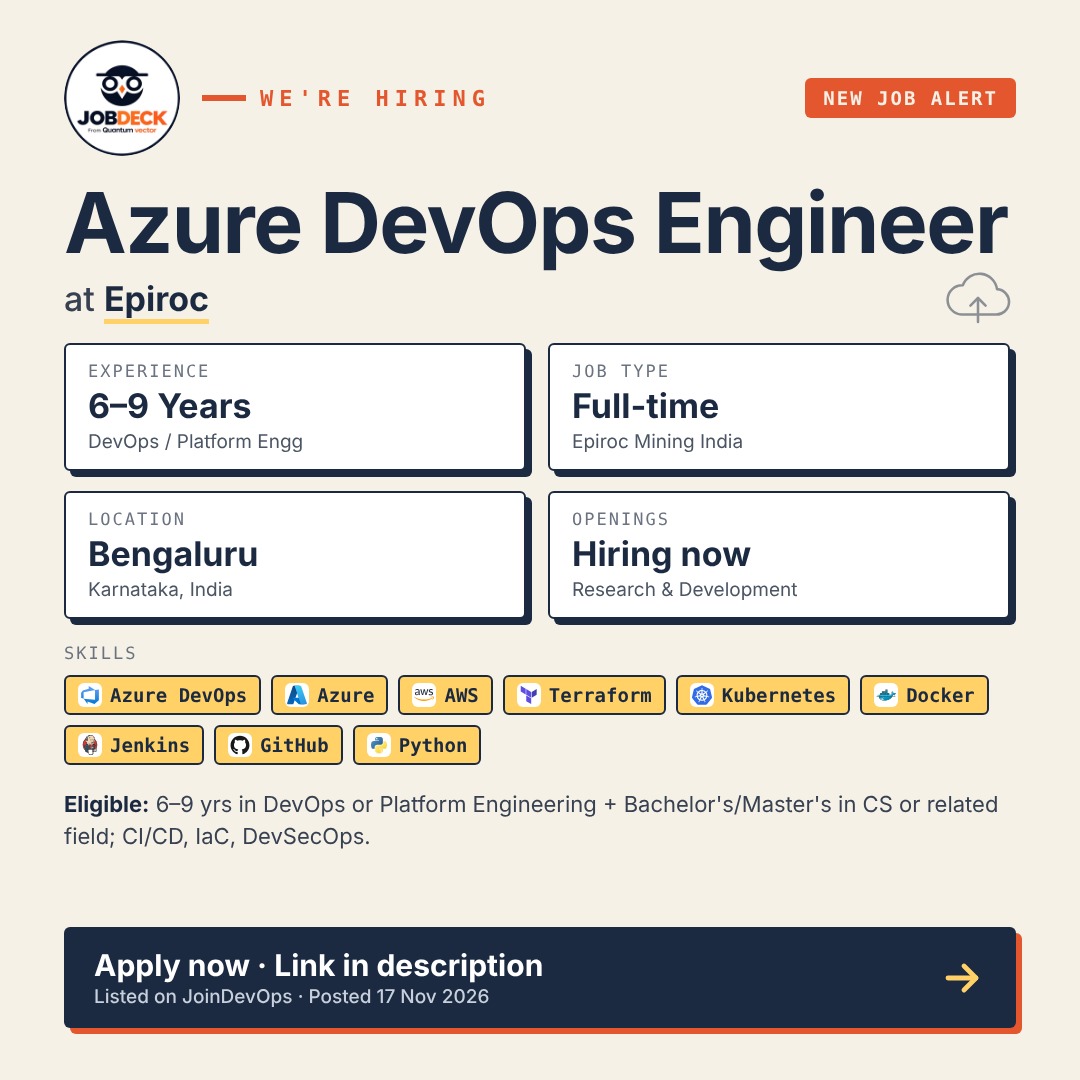 JOBDECK
From Quantum vector
WE'RE HIRING
NEW JOB ALERT
Azure DevOps Engineer
at Epiroc
EXPERIENCE
6–9 Years
DevOps / Platform Engg
JOB TYPE
Full-time
Epiroc Mining India
LOCATION
Bengaluru
Karnataka, India
OPENINGS
Hiring now
Research & Development
SKILLS
Azure DevOps Azure aws AWS Terraform Kubernetes Docker
Jenkins GitHub Python
Eligible: 6–9 yrs in DevOps or Platform Engineering + Bachelor's/Master's in CS or related
field; CI/CD, IaC, DevSecOps.
Apply now · Link in description
Listed on JoinDevOps · Posted 17 Nov 2026